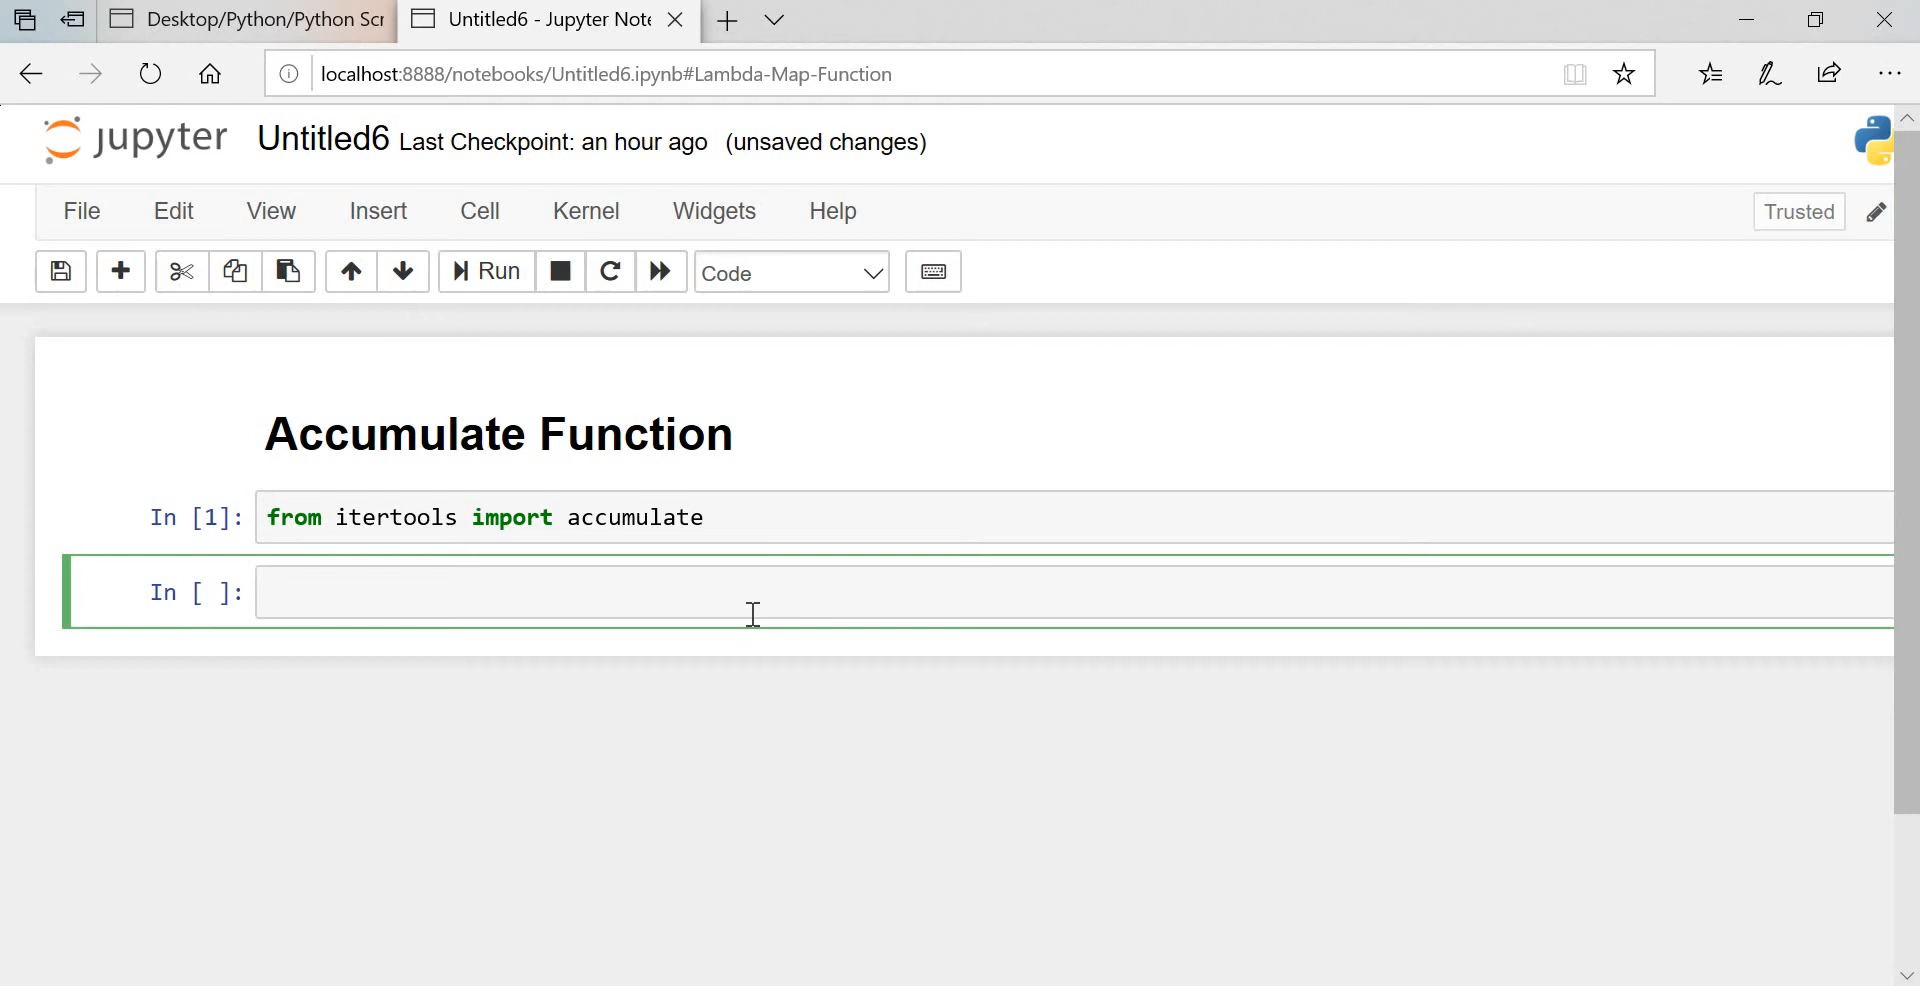 Desktop/Python/Python Scr
Untitled6 - Jupyter Note
localhost:8888/notebooks/Untitled6.ipynb#Lambda-Map-Function
jupyter Untitled6 Last Checkpoint: an hour ago (unsaved changes)
File Edit View Insert Cell Kernel Widgets Help Trusted
Run Code
Accumulate Function
In [1]: from itertools import accumulate
In [ ]: